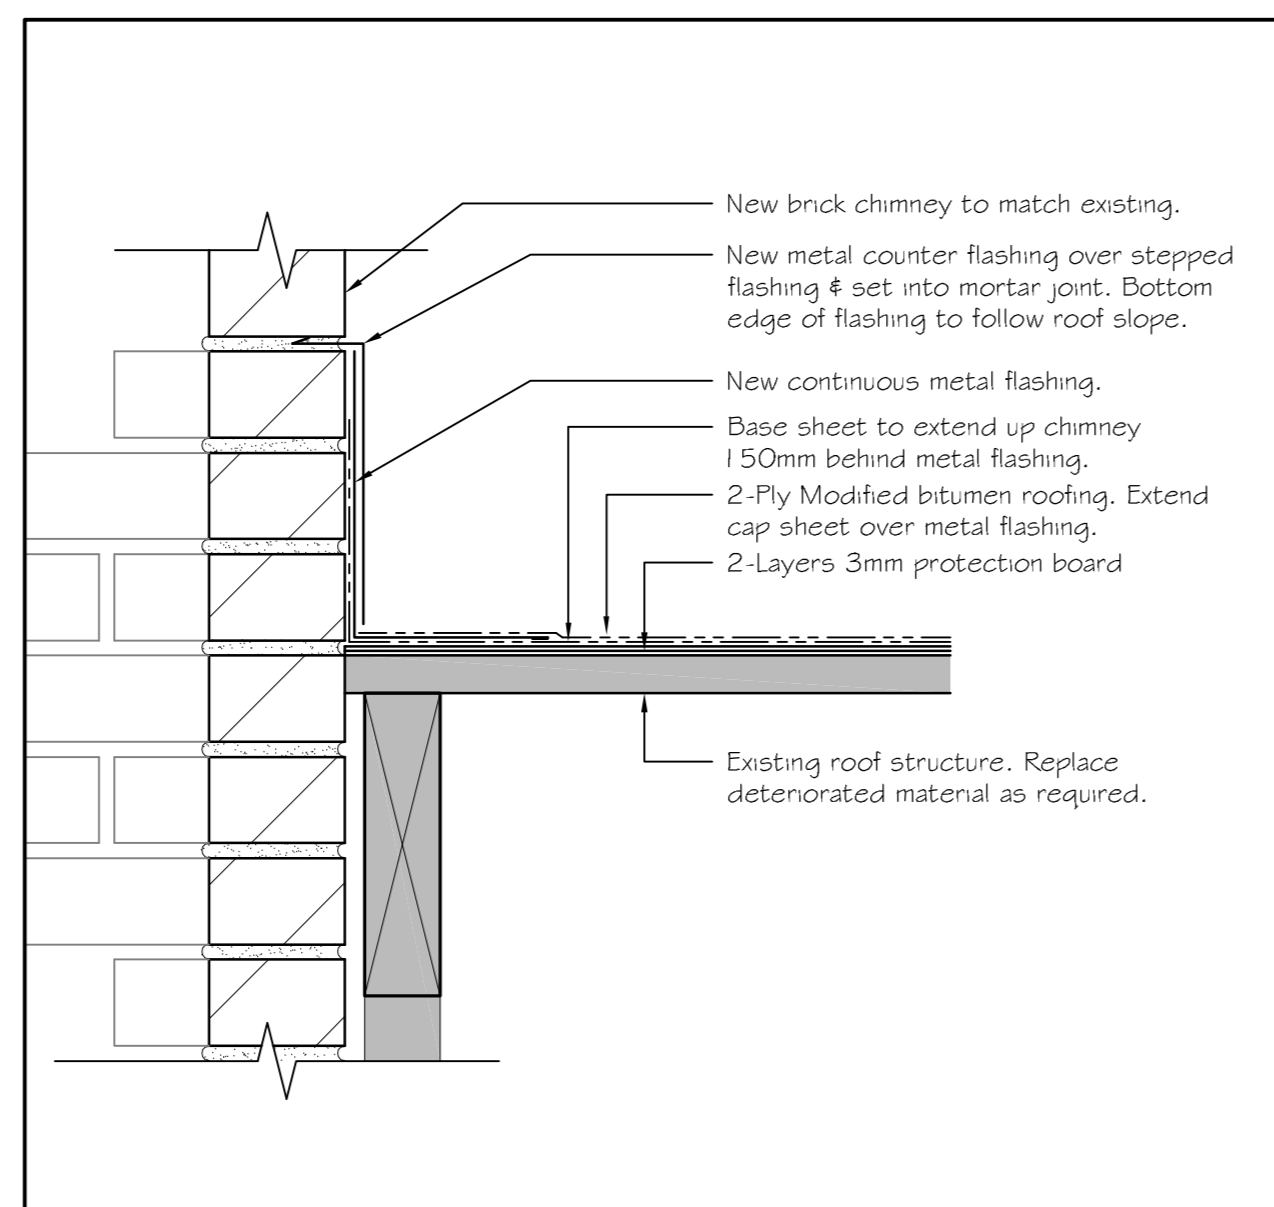 New brick chimney to match existing.
New metal counter flashing over stepped
flashing & set into mortar joint. Bottom
edge of flashing to follow roof slope.
New continuous metal flashing.
Base sheet to extend up chimney
150mm behind metal flashing.
2-Ply Modified bitumen roofing. Extend
cap sheet over metal flashing.
2-Layers 3mm protection board
Existing roof structure. Replace
deteriorated material as required.